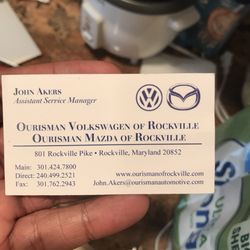 John Akers
Assistant Service Manager
Ourisman Volkswagen of Rockville
Ourisman Mazda of Rockville
801 Rockville Pike • Rockville, Maryland 20852
Main: 301.424.7800
Direct: 240.499.2521
Fax: 301.762.2943
www.ourismanofrockville.com
John.Akers@ourismanautomotive.com